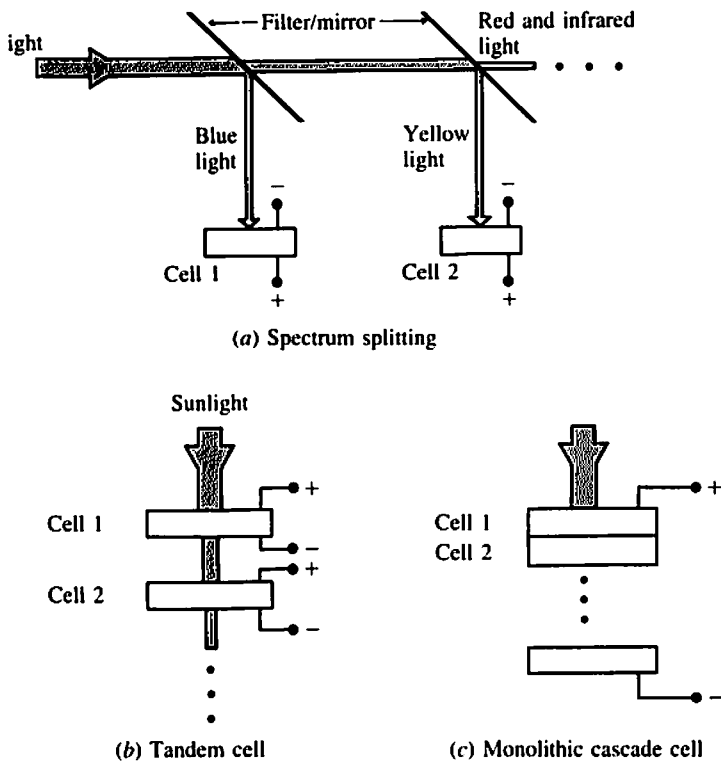 Filter/mirror
Red and infrared
light
ight
Blue
light
Yellow
light
−
−
Cell 1
Cell 2
+
+
(a) Spectrum splitting
Sunlight
+
Cell 1
−
+
Cell 2
−
(b) Tandem cell
+
Cell 1
Cell 2
−
(c) Monolithic cascade cell